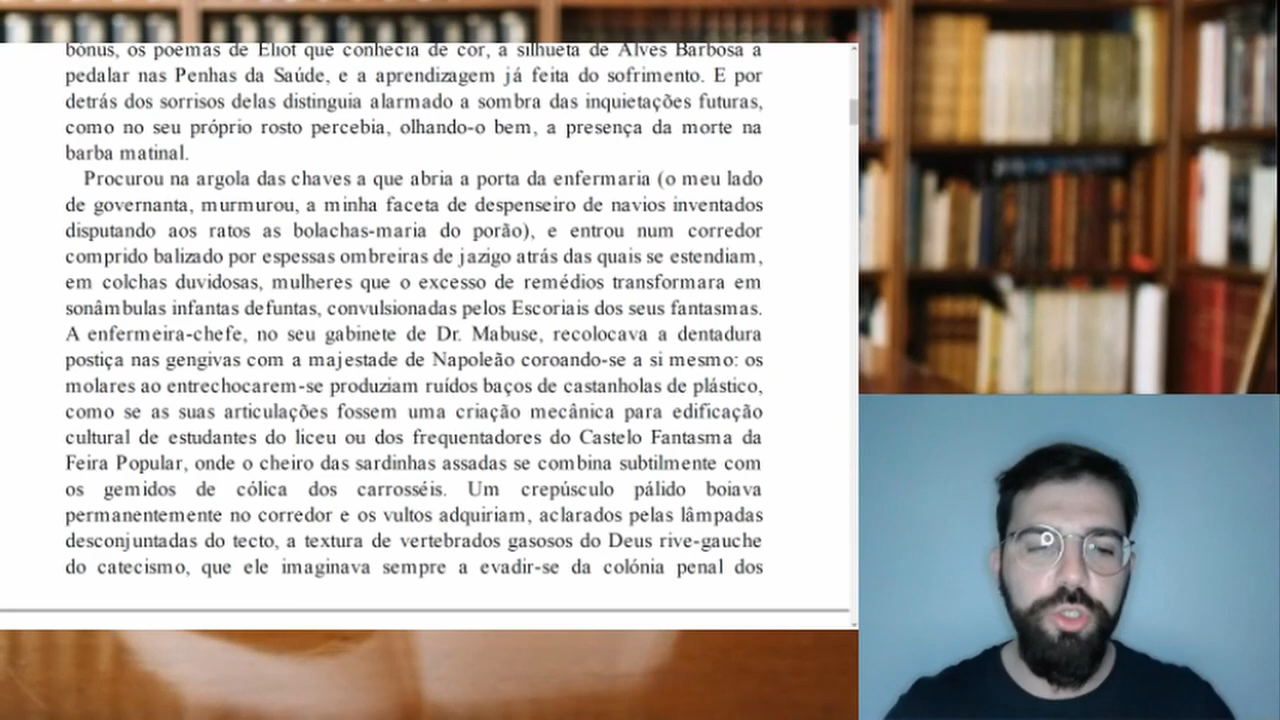 bónus, os poemas de Eliot que conhecia de cor, a silhueta de Alves Barbosa a
pedalar nas Penhas da Saúde, e a aprendizagem já feita do sofrimento. E por
detrás dos sorrisos delas distinguia alarmado a sombra das inquietações futuras,
como no seu próprio rosto percebia, olhando-o bem, a presença da morte na
barba matinal.
Procurou na argola das chaves a que abria a porta da enfermaria (o meu lado
de governanta, murmurou, a minha faceta de despenseiro de navios inventados
disputando aos ratos as bolachas-maria do porão), e entrou num corredor
comprido balizado por espessas ombreiras de jazigo atrás das quais se estendiam,
em colchas duvidosas, mulheres que o excesso de remédios transformara em
sonâmbulas infantas defuntas, convulsionadas pelos Escoriais dos seus fantasmas.
A enfermeira-chefe, no seu gabinete de Dr. Mabuse, recolocava a dentadura
postiça nas gengivas com a majestade de Napoleão coroando-se a si mesmo: os
molares ao entrechocarem-se produziam ruídos baços de castanholas de plástico,
como se as suas articulações fossem uma criação mecânica para edificação
cultural de estudantes do liceu ou dos frequentadores do Castelo Fantasma da
Feira Popular, onde o cheiro das sardinhas assadas se combina subtilmente com
os gemidos de cólica dos carrosséis. Um crepúsculo pálido boiava
permanentemente no corredor e os vultos adquiriam, aclarados pelas lâmpadas
desconjuntadas do tecto, a textura de vertebrados gasosos do Deus rive-gauche
do catecismo, que ele imaginava sempre a evadir-se da colónia penal dos